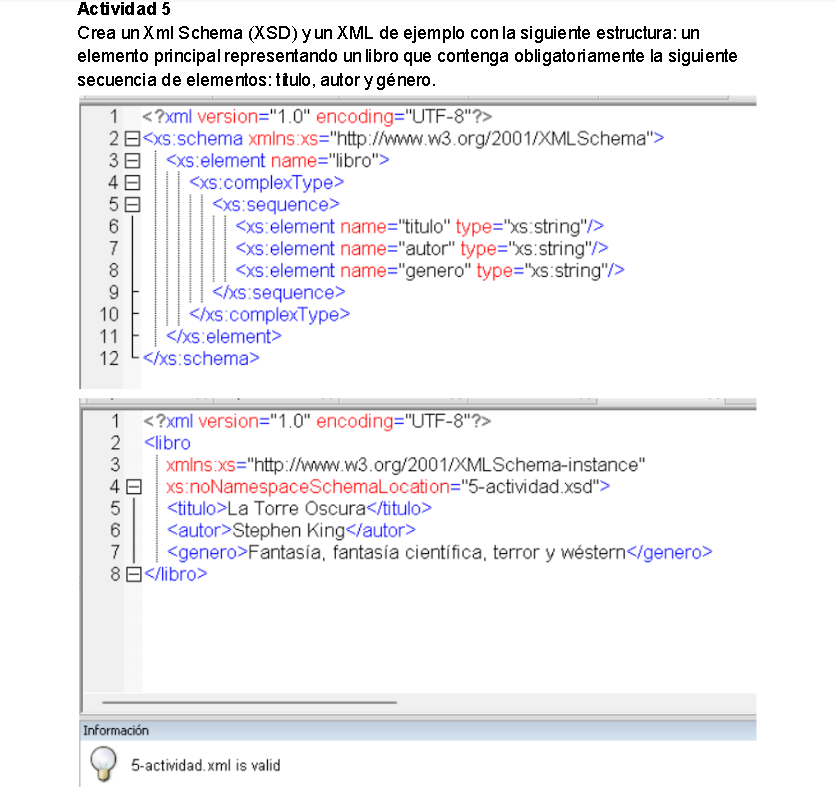 Actividad 5
Crea un Xml Schema (XSD) y un XML de ejemplo con la siguiente estructura: un
elemento principal representando un libro que contenga obligatoriamente la siguiente
secuencia de elementos: título, autor y género.
1 <?xml version="1.0" encoding="UTF-8"?>
2 <xs:schema xmlns:xs="http://www.w3.org/2001/XMLSchema">
3 <xs:element name="libro">
4 <xs:complexType>
5 <xs:sequence>
6 <xs:element name="titulo" type="xs:string"/>
7 <xs:element name="autor" type="xs:string"/>
8 <xs:element name="genero" type="xs:string"/>
9 </xs:sequence>
10 </xs:complexType>
11 </xs:element>
12 </xs:schema>
1 <?xml version="1.0" encoding="UTF-8"?>
2 <libro
3 xmlns:xs="http://www.w3.org/2001/XMLSchema-instance"
4 xs:noNamespaceSchemaLocation="5-actividad.xsd">
5 <titulo>La Torre Oscura</titulo>
6 <autor>Stephen King</autor>
7 <genero>Fantasía, fantasía científica, terror y wéstern</genero>
8 </libro>
Información
5-actividad.xml is valid